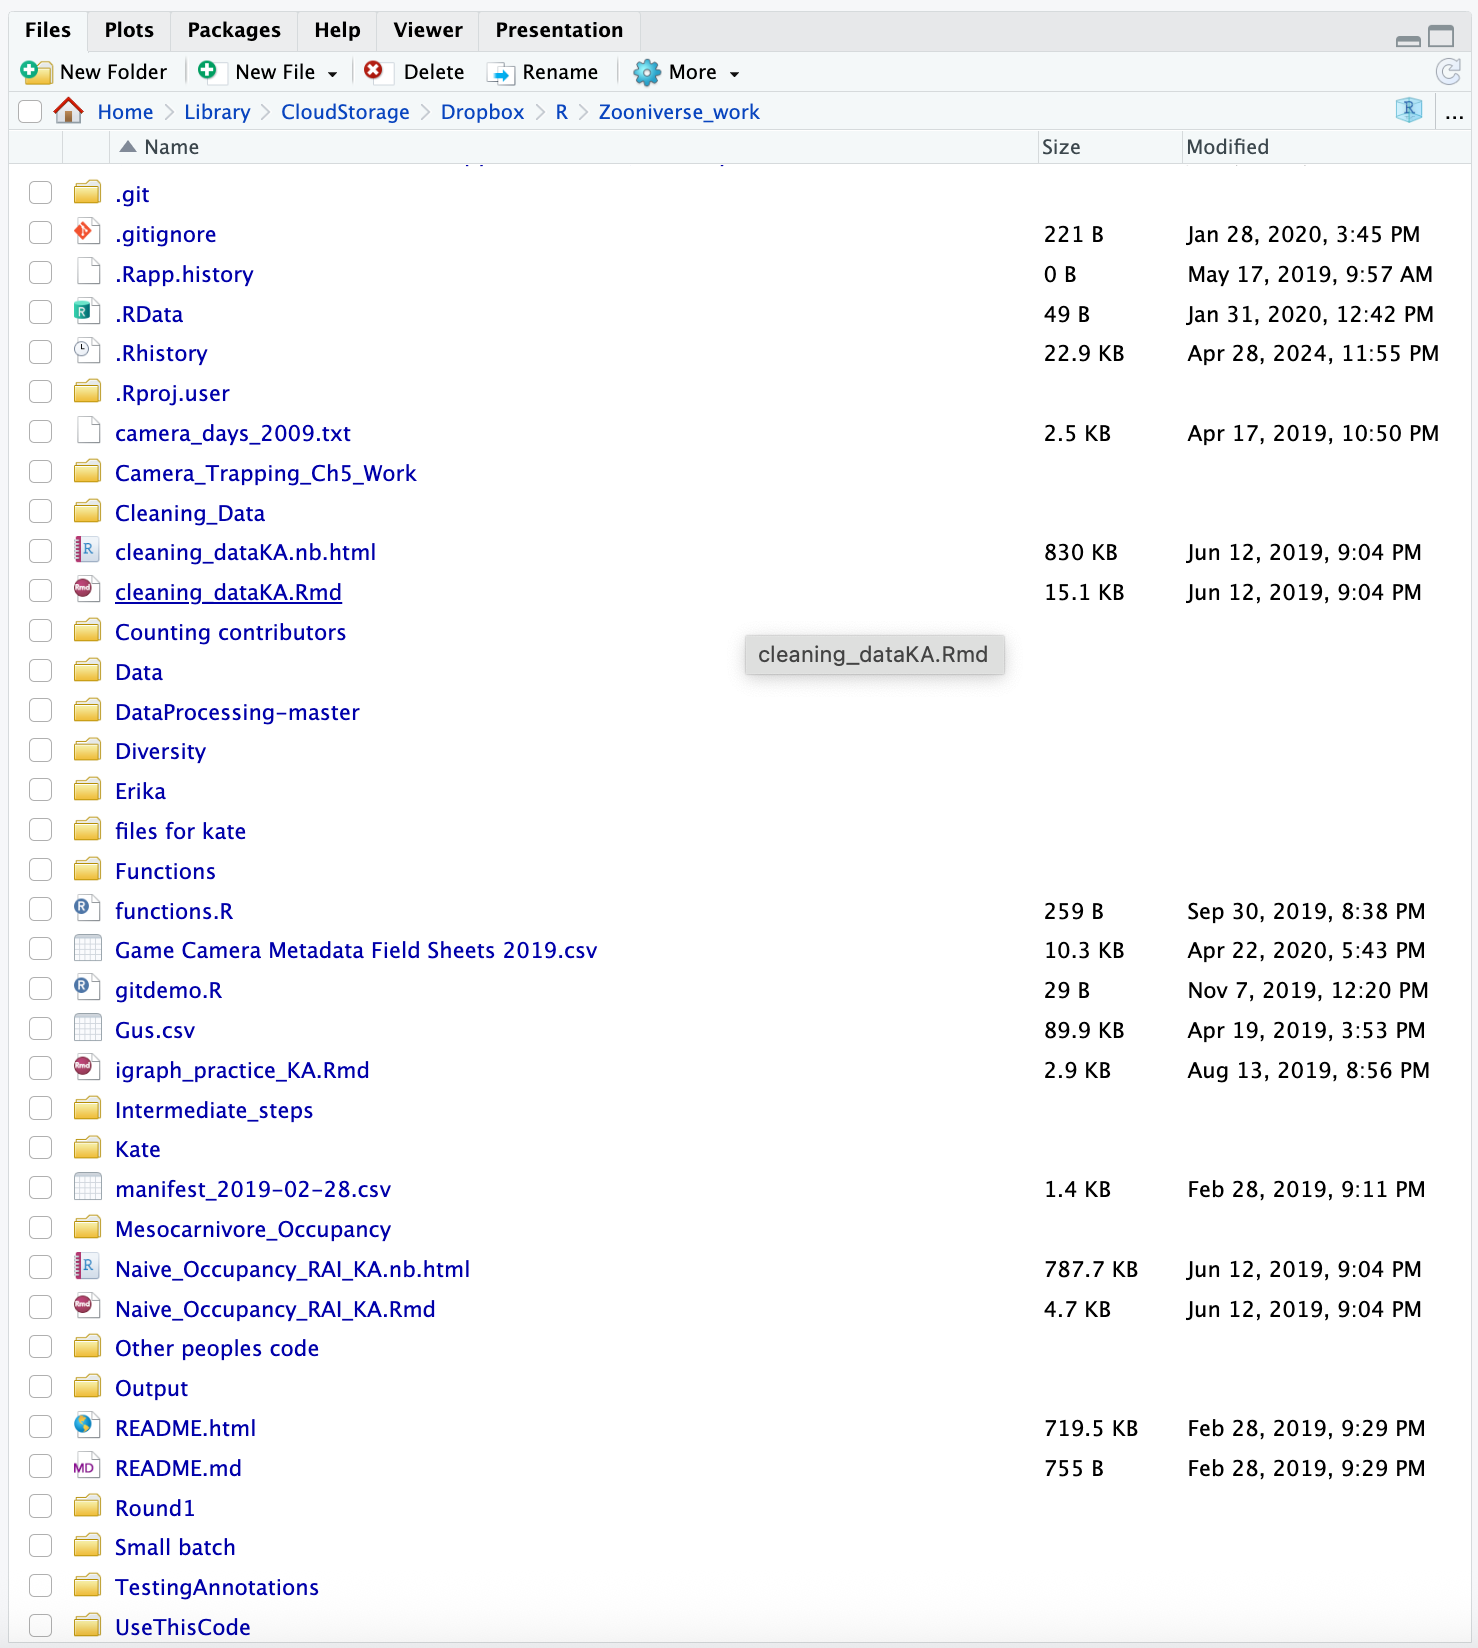 Files Plots Packages Help Viewer Presentation
New Folder New File Delete Rename More
Home Library CloudStorage Dropbox R Zooniverse_work R ...
Name Size Modified
.git
.gitignore 221 B Jan 28, 2020, 3:45 PM
.Rapp.history 0 B May 17, 2019, 9:57 AM
.RData 49 B Jan 31, 2020, 12:42 PM
.Rhistory 22.9 KB Apr 28, 2024, 11:55 PM
.Rproj.user
camera_days_2009.txt 2.5 KB Apr 17, 2019, 10:50 PM
Camera_Trapping_Ch5_Work
Cleaning_Data
cleaning_dataKA.nb.html 830 KB Jun 12, 2019, 9:04 PM
cleaning_dataKA.Rmd 15.1 KB Jun 12, 2019, 9:04 PM
Counting contributors
cleaning_dataKA.Rmd
Data
DataProcessing-master
Diversity
Erika
files for kate
Functions
functions.R 259 B Sep 30, 2019, 8:38 PM
Game Camera Metadata Field Sheets 2019.csv 10.3 KB Apr 22, 2020, 5:43 PM
gitdemo.R 29 B Nov 7, 2019, 12:20 PM
Gus.csv 89.9 KB Apr 19, 2019, 3:53 PM
igraph_practice_KA.Rmd 2.9 KB Aug 13, 2019, 8:56 PM
Intermediate_steps
Kate
manifest_2019-02-28.csv 1.4 KB Feb 28, 2019, 9:11 PM
Mesocarnivore_Occupancy
Naive_Occupancy_RAI_KA.nb.html 787.7 KB Jun 12, 2019, 9:04 PM
Naive_Occupancy_RAI_KA.Rmd 4.7 KB Jun 12, 2019, 9:04 PM
Other peoples code
Output
README.html 719.5 KB Feb 28, 2019, 9:29 PM
MD README.md 755 B Feb 28, 2019, 9:29 PM
Round1
Small batch
TestingAnnotations
UseThisCode